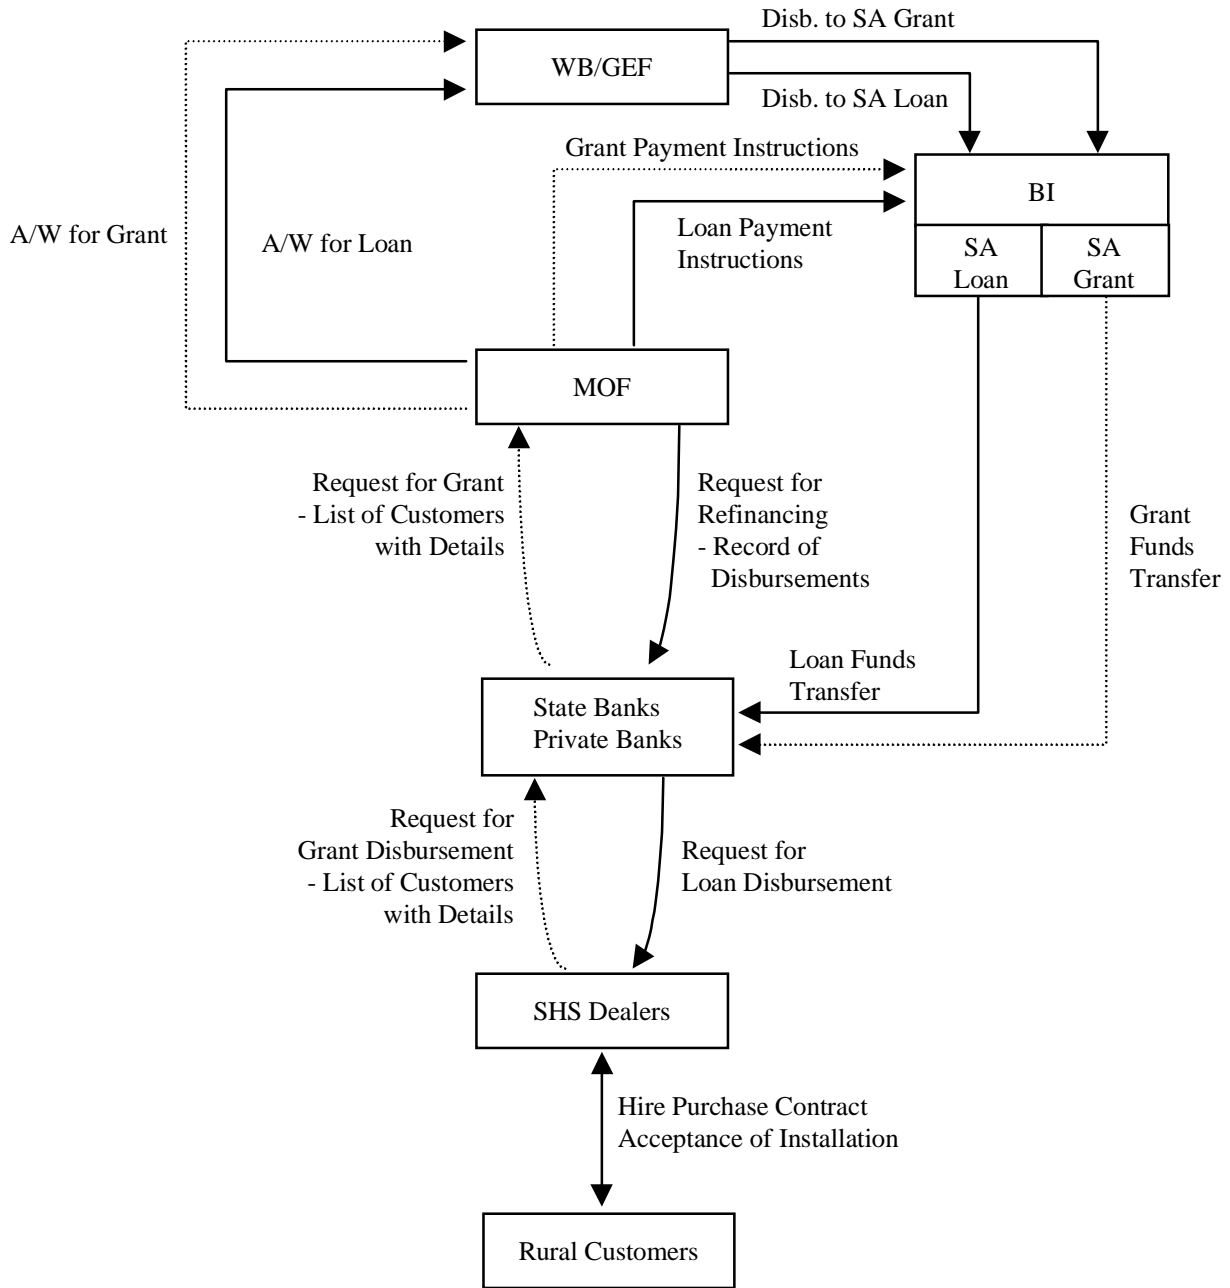 Disb. to SA Grant
WB/GEF
Disb. to SA Loan
Grant Payment Instructions
BI
A/W for Grant
A/W for Loan
Loan Payment
Instructions
SA
Loan
SA
Grant
MOF
Request for Grant
- List of Customers
with Details
Request for
Refinancing
- Record of
Disbursements
Grant
Funds
Transfer
Loan Funds
Transfer
State Banks
Private Banks
Request for
Grant Disbursement
- List of Customers
with Details
Request for
Loan Disbursement
SHS Dealers
Hire Purchase Contract
Acceptance of Installation
Rural Customers